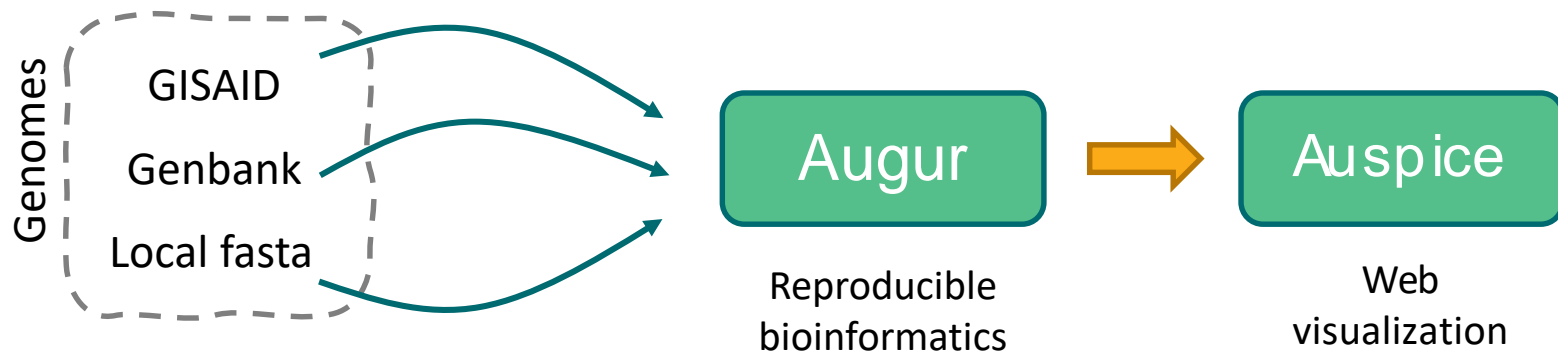 Genomes
GISAID
Genbank
Local fasta
Augur
Reproducible
bioinformatics
Auspice
Web
visualization